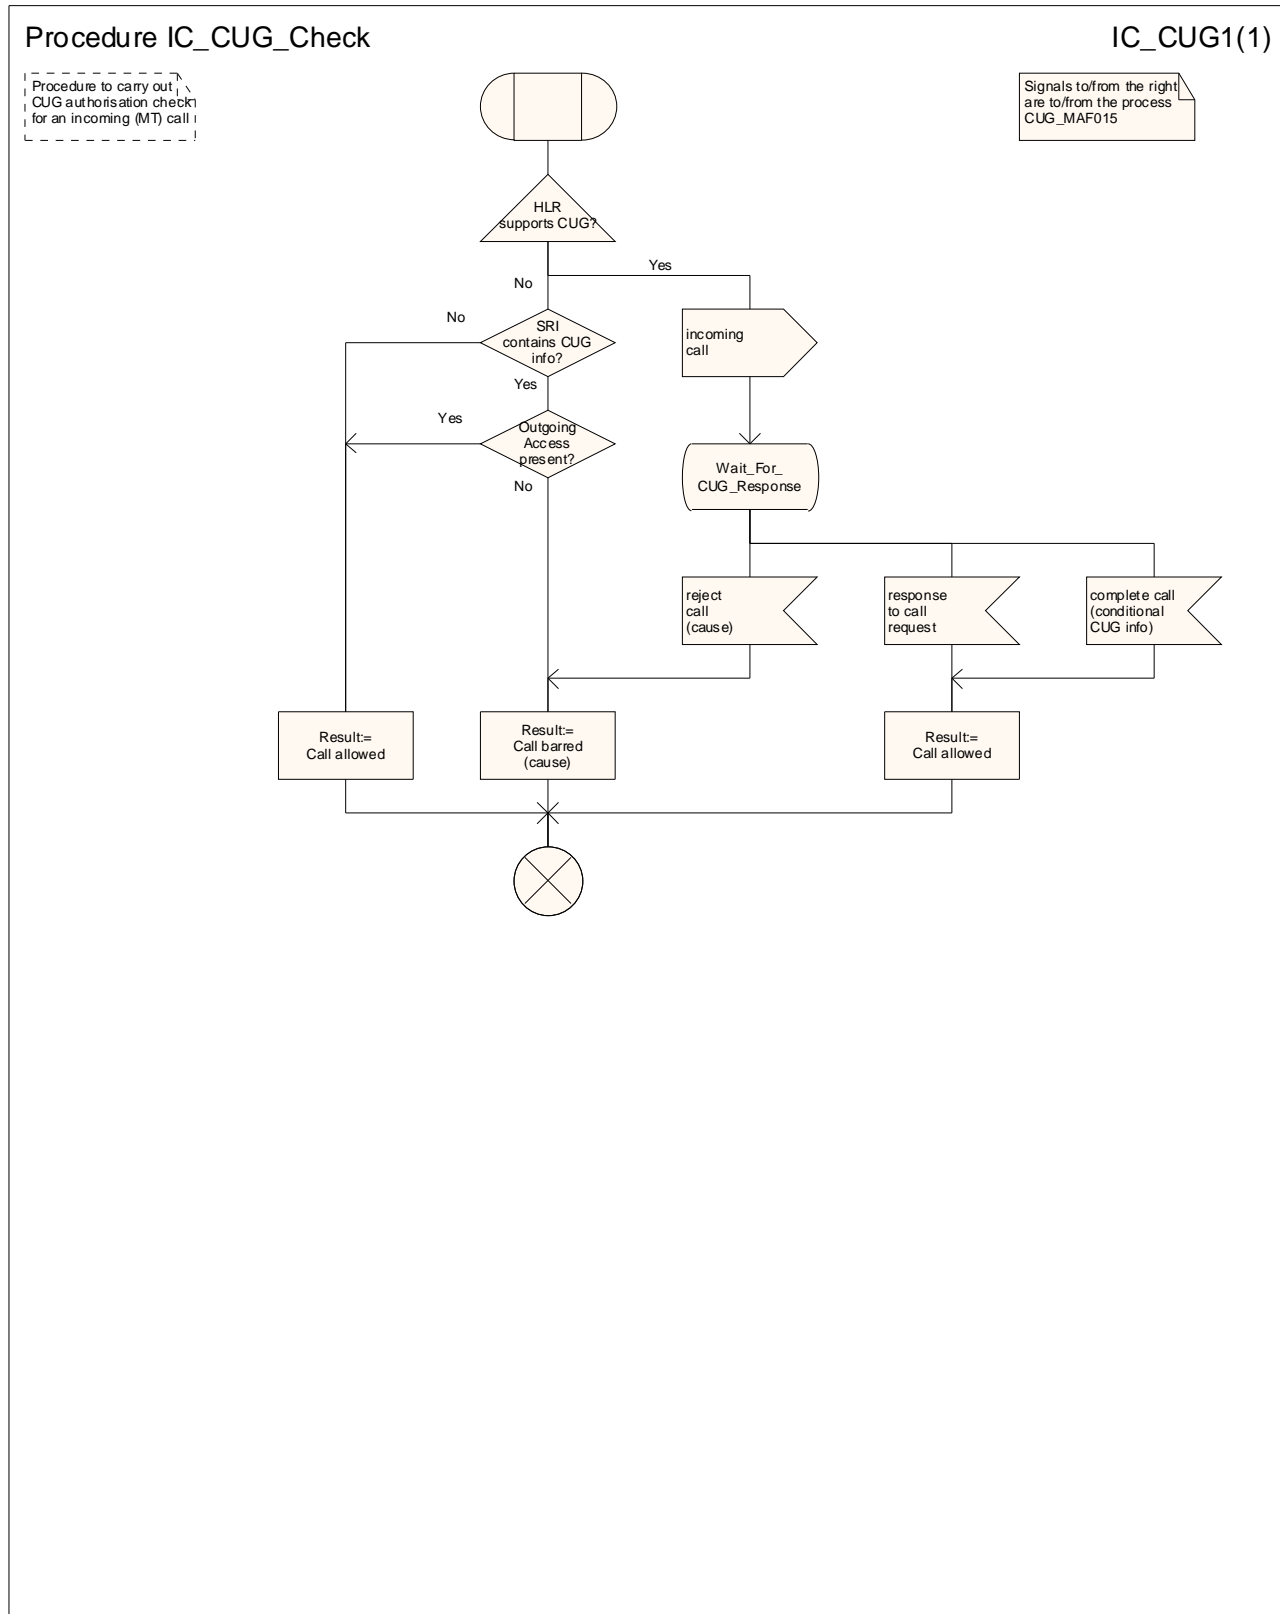 Procedure IC_CUG_Check
IC_CUG1(1)
Procedure to carry out
CUG authorisation check
for an incoming (MT) call
Signals to/from the right
are to/from the process
CUG_MAF015
HLR
supports CUG?
Yes
No
No
SRI
contains CUG
info?
incoming
call
Yes
Yes
Outgoing
Access
present?
No
Wait_For_
CUG_Response
reject
call
(cause)
response
to call
request
complete call
(conditional
CUG info)
Result:=
Call allowed
Result:=
Call barred
(cause)
Result:=
Call allowed